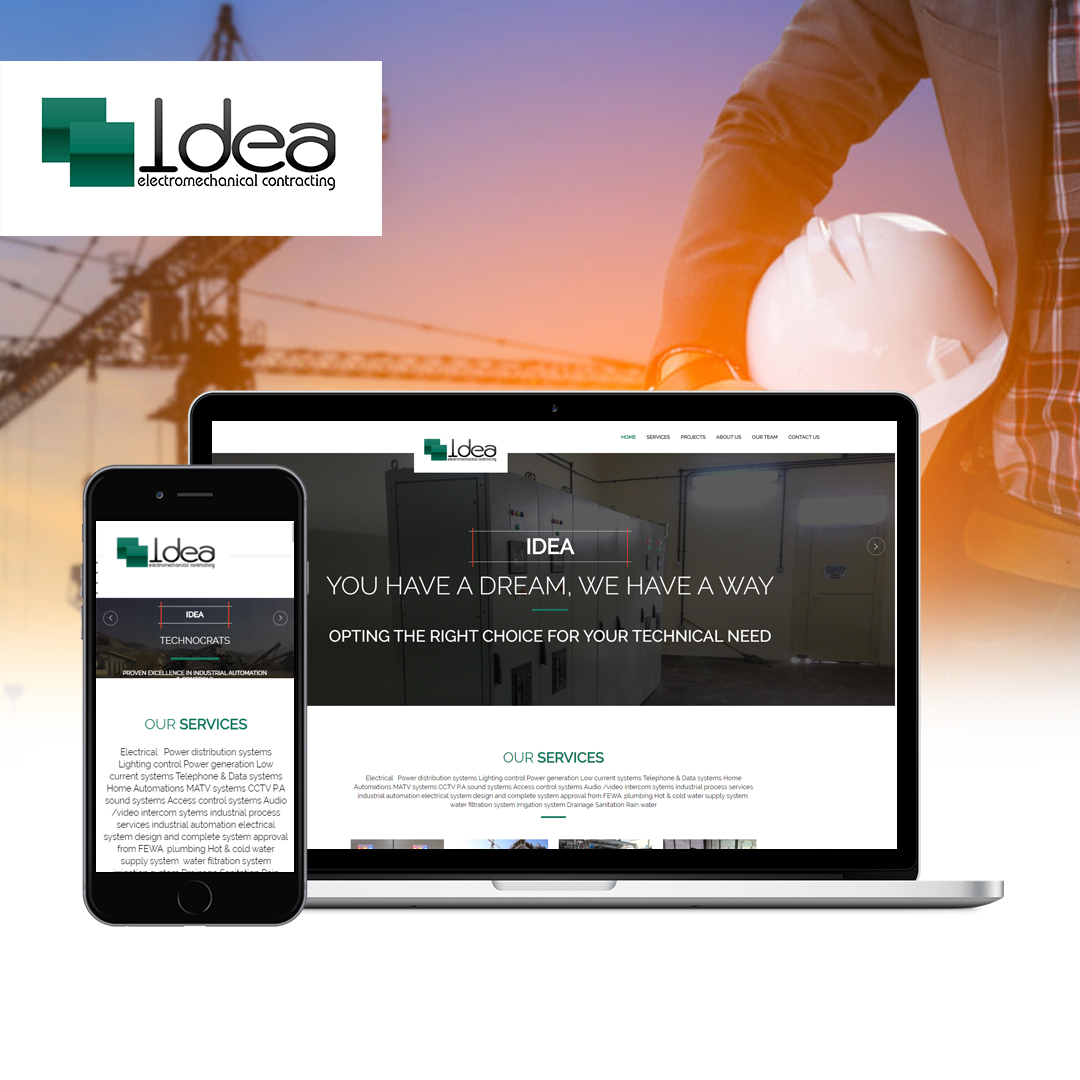 Idea
electromechanical contracting
Idea
electromechanical contracting
HOME SERVICES PROJECTS ABOUT US OUR TEAM CONTACT US
IDEA
YOU HAVE A DREAM, WE HAVE A WAY
OPTING THE RIGHT CHOICE FOR YOUR TECHNICAL NEED
OUR SERVICES
Electrical Power distribution systems Lighting control Power generation Low current systems Telephone & Data systems Home
Automations MATV systems CCTV P.A sound systems Access control systems Audio /video intercom sytems industrial process services
industrial automation electrical system design and complete system approval from FEWA. plumbing Hot & cold water supply system
water filtration system irrigation system Drainage Sanitation Rain water
Idea
electromechanical contracting
IDEA
TECHNOCRATS
PROVEN EXCELLENCE IN INDUSTRIAL AUTOMATION
& CONTROLS
OUR SERVICES
Electrical Power distribution systems
Lighting control Power generation Low
current systems Telephone & Data systems
Home Automations MATV systems CCTV P.A
sound systems Access control systems Audio
/video intercom sytems industrial process
services industrial automation electrical
system design and complete system approval
from FEWA. plumbing Hot & cold water
supply system water filtration system
irrigation system Drainage Sanitation Rain